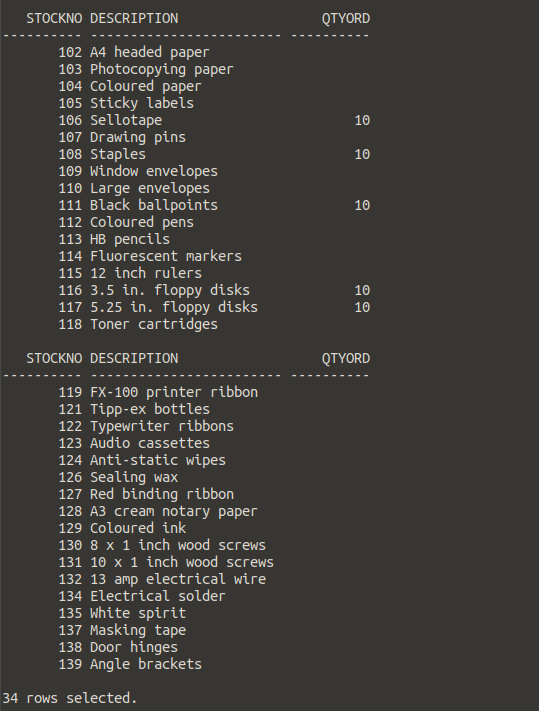 STOCKNO DESCRIPTION                  QTYORD
---------- ------------------------ ----------
       102 A4 headed paper
       103 Photocopying paper
       104 Coloured paper
       105 Sticky labels
       106 Sellotape                        10
       107 Drawing pins
       108 Staples                          10
       109 Window envelopes
       110 Large envelopes
       111 Black ballpoints                 10
       112 Coloured pens
       113 HB pencils
       114 Fluorescent markers
       115 12 inch rulers
       116 3.5 in. floppy disks             10
       117 5.25 in. floppy disks            10
       118 Toner cartridges

   STOCKNO DESCRIPTION                  QTYORD
---------- ------------------------ ----------
       119 FX-100 printer ribbon
       121 Tipp-ex bottles
       122 Typewriter ribbons
       123 Audio cassettes
       124 Anti-static wipes
       126 Sealing wax
       127 Red binding ribbon
       128 A3 cream notary paper
       129 Coloured ink
       130 8 x 1 inch wood screws
       131 10 x 1 inch wood screws
       132 13 amp electrical wire
       134 Electrical solder
       135 White spirit
       137 Masking tape
       138 Door hinges
       139 Angle brackets

34 rows selected.